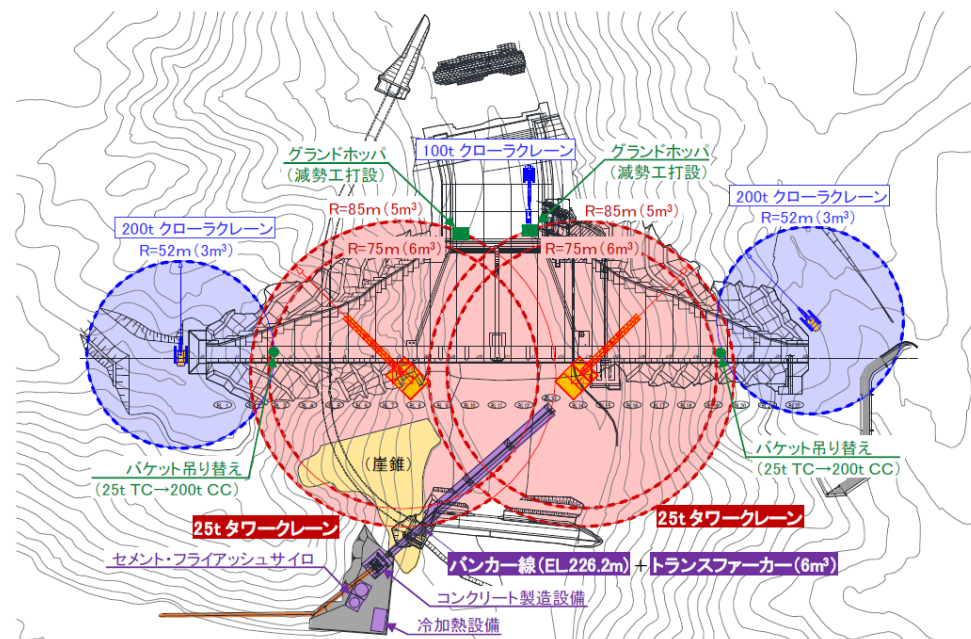 グランドホッパ
(減勢工打設)
100t クローラクレーン
グランドホッパ
(減勢工打設)
R=85m(5m³)
R=85m(5m³)
200t クローラクレーン
R=52m(3m³)
200t クローラクレーン
R=52m(3m³)
R=75m(6m³)
R=75m(6m³)
バケット吊り替え
(25t TC→200t CC)
(崖錐)
バケット吊り替え
(25t TC→200t CC)
25t タワークレーン
25t タワークレーン
セメント・フライアッシュサイロ
バンカー線(EL.226.2m)+トランスファーカー(6m³)
コンクリート製造設備
冷加熱設備